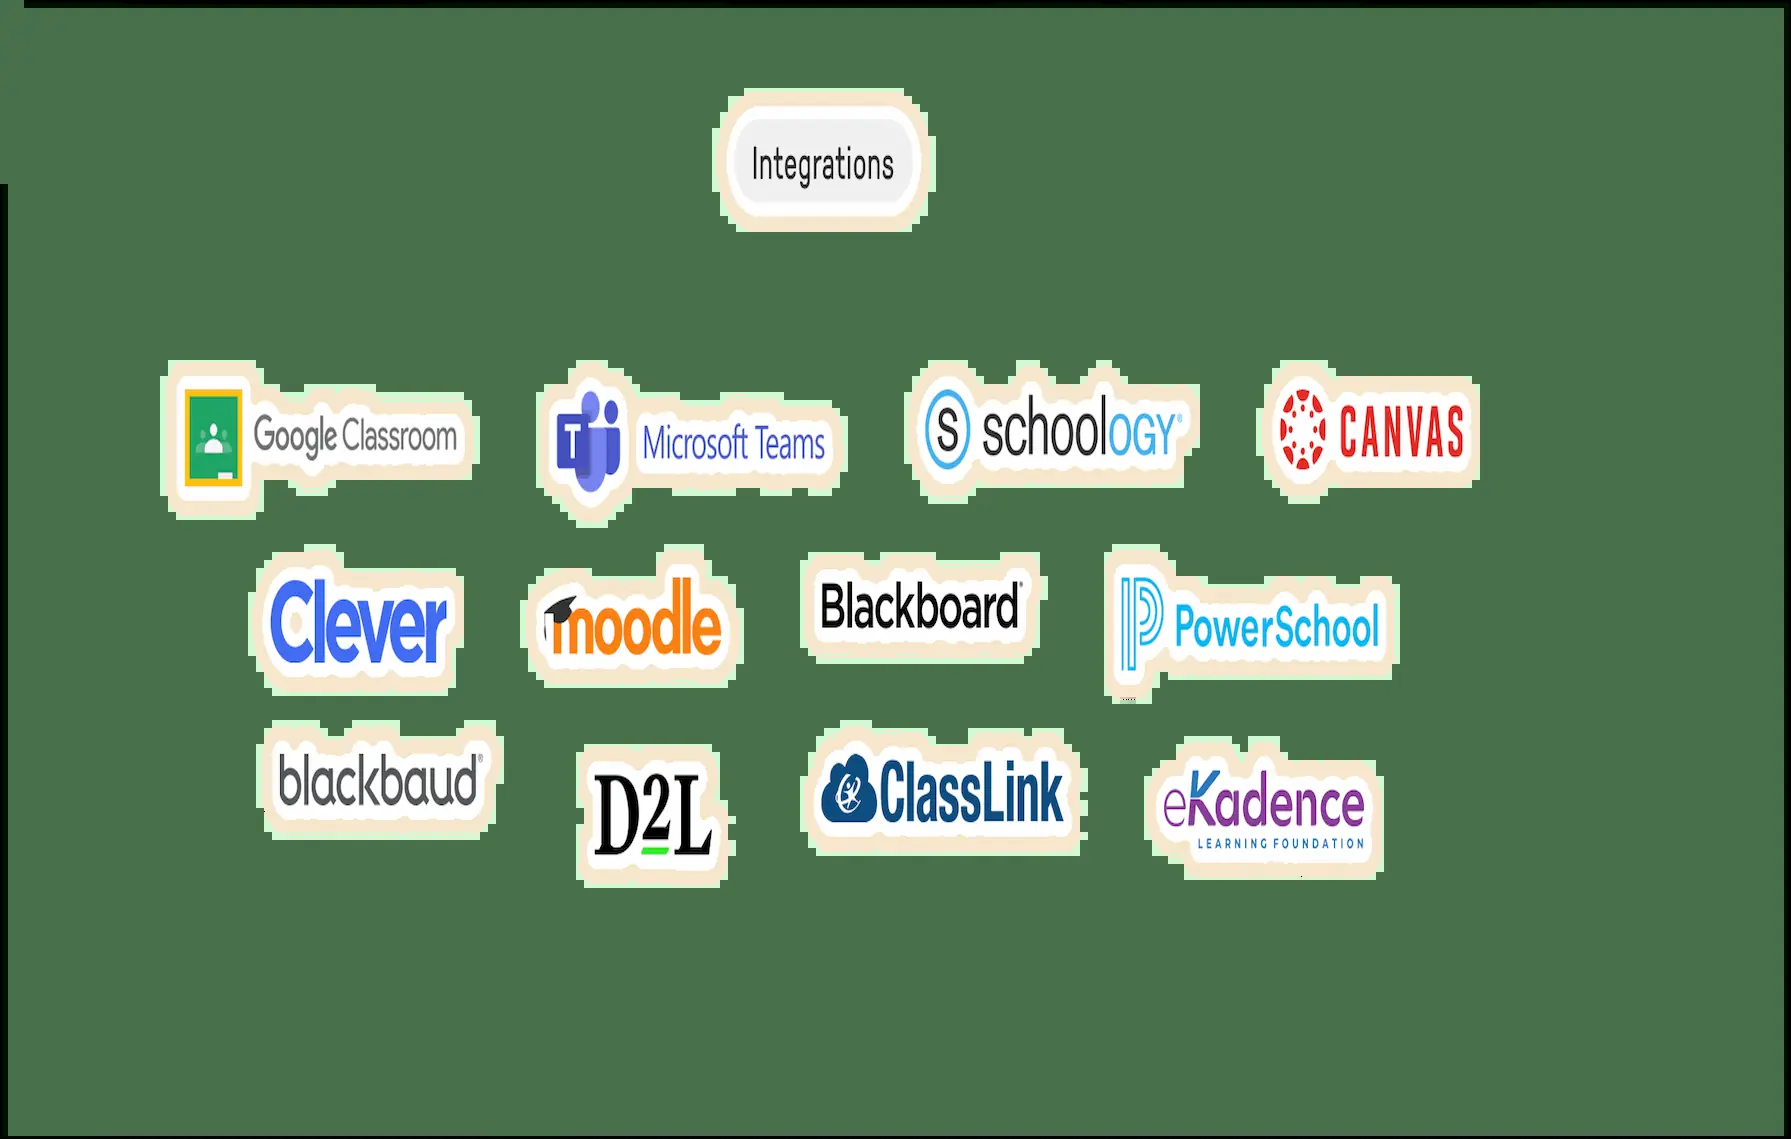 Integrations
Google Classroom
T Microsoft Teams
S schoology®
CANVAS
Clever
moodle
Blackboard
PowerSchool
blackbaud®
D2L
ClassLink
eKadence
LEARNING FOUNDATION